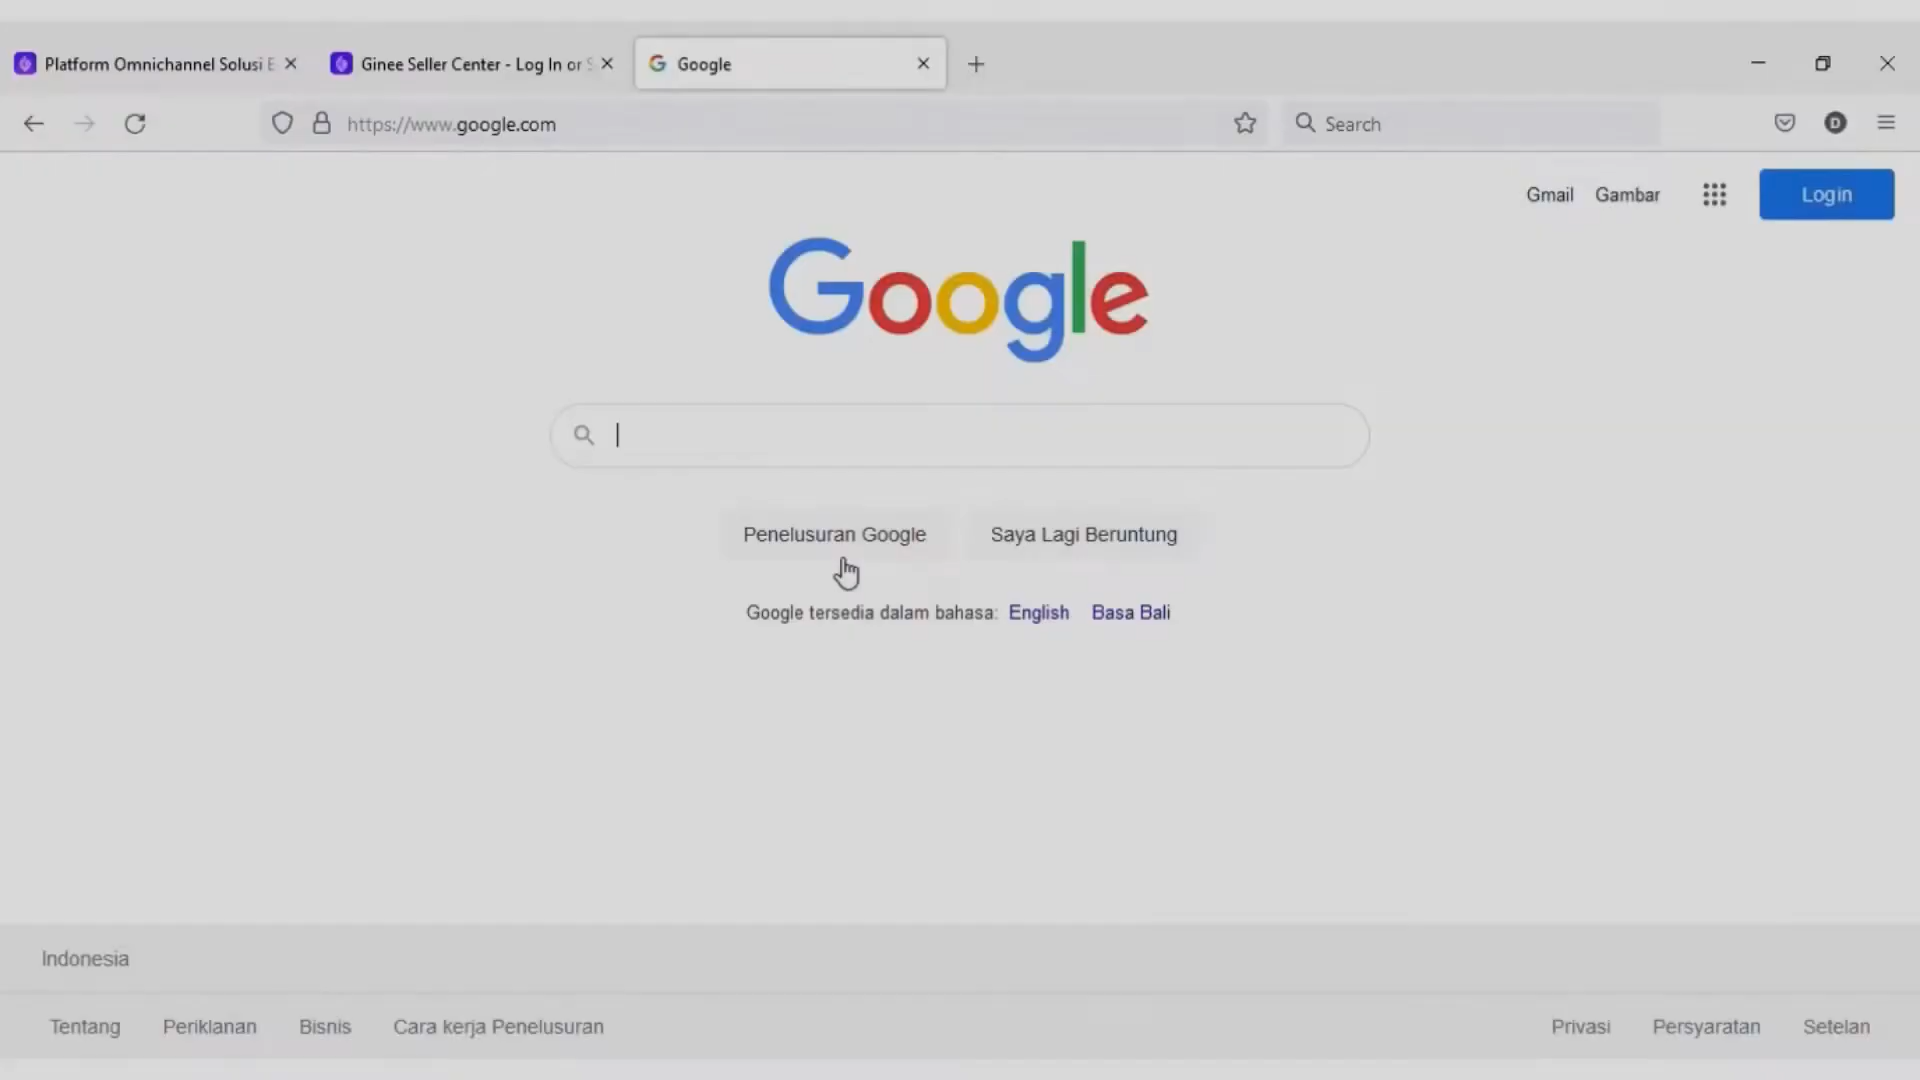 Platform Omnichannel Solusi E
Ginee Seller Center - Log In or S
Google
https://www.google.com
Search
D
Gmail
Gambar
Login
Google
Penelusuran Google
Saya Lagi Beruntung
Google tersedia dalam bahasa: English Basa Bali
Indonesia
Tentang
Periklanan
Bisnis
Cara kerja Penelusuran
Privasi
Persyaratan
Setelan